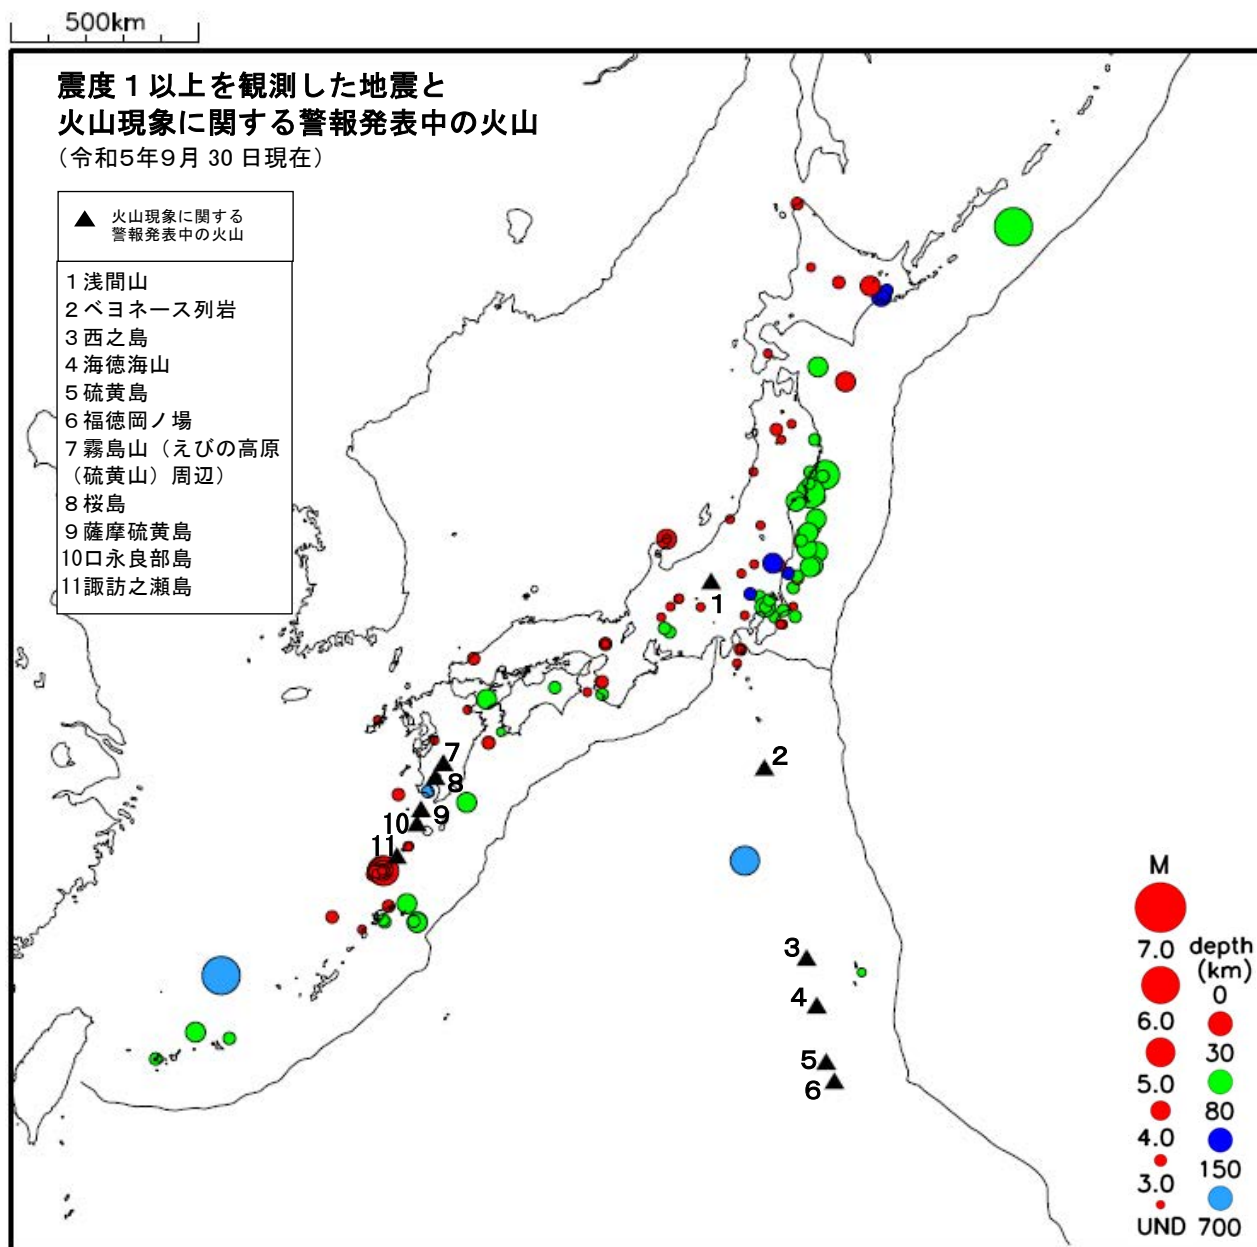 500km
震度１以上を観測した地震と
火山現象に関する警報発表中の火山
（令和5年９月 30 日現在）
▲ 火山現象に関する
警報発表中の火山
１浅間山
２ベヨネース列岩
３西之島
４海徳海山
５硫黄島
６福徳岡ノ場
７霧島山（えびの高原
（硫黄山）周辺）
８桜島
９薩摩硫黄島
10口永良部島
11諏訪之瀬島
1
7
2
8
9
10
11
3
4
5
6
M
7.0 depth
(km)
0
6.0
30
5.0
80
4.0
150
3.0
UND 700